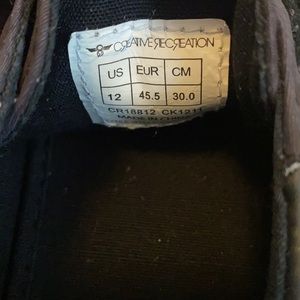 CREATIVE RECREATION
US EUR CM
12 45.5 30.0
CR18812 CK1211
MADE IN CHINA